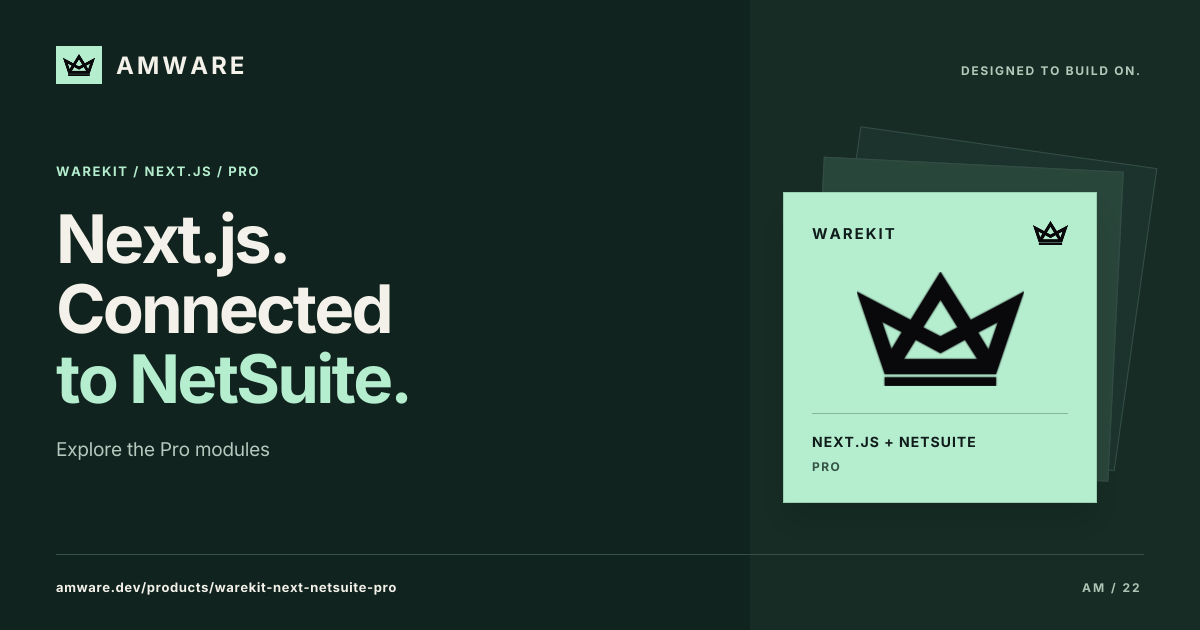 AMWARE
DESIGNED TO BUILD ON.
WAREKIT / NEXT.JS / PRO
Next.js.
Connected
to NetSuite.
Explore the Pro modules
WAREKIT
NEXT.JS + NETSUITE
PRO
amware.dev/products/warekit-next-netsuite-pro
AM / 22